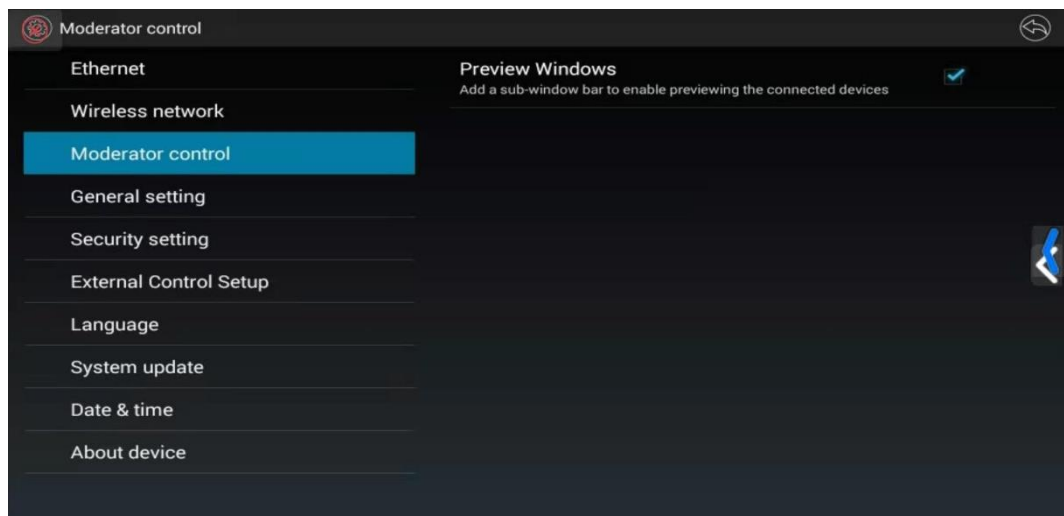 Moderator control
Ethernet
Wireless network
Moderator control
General setting
Security setting
External Control Setup
Language
System update
Date & time
About device
Preview Windows
Add a sub-window bar to enable previewing the connected devices